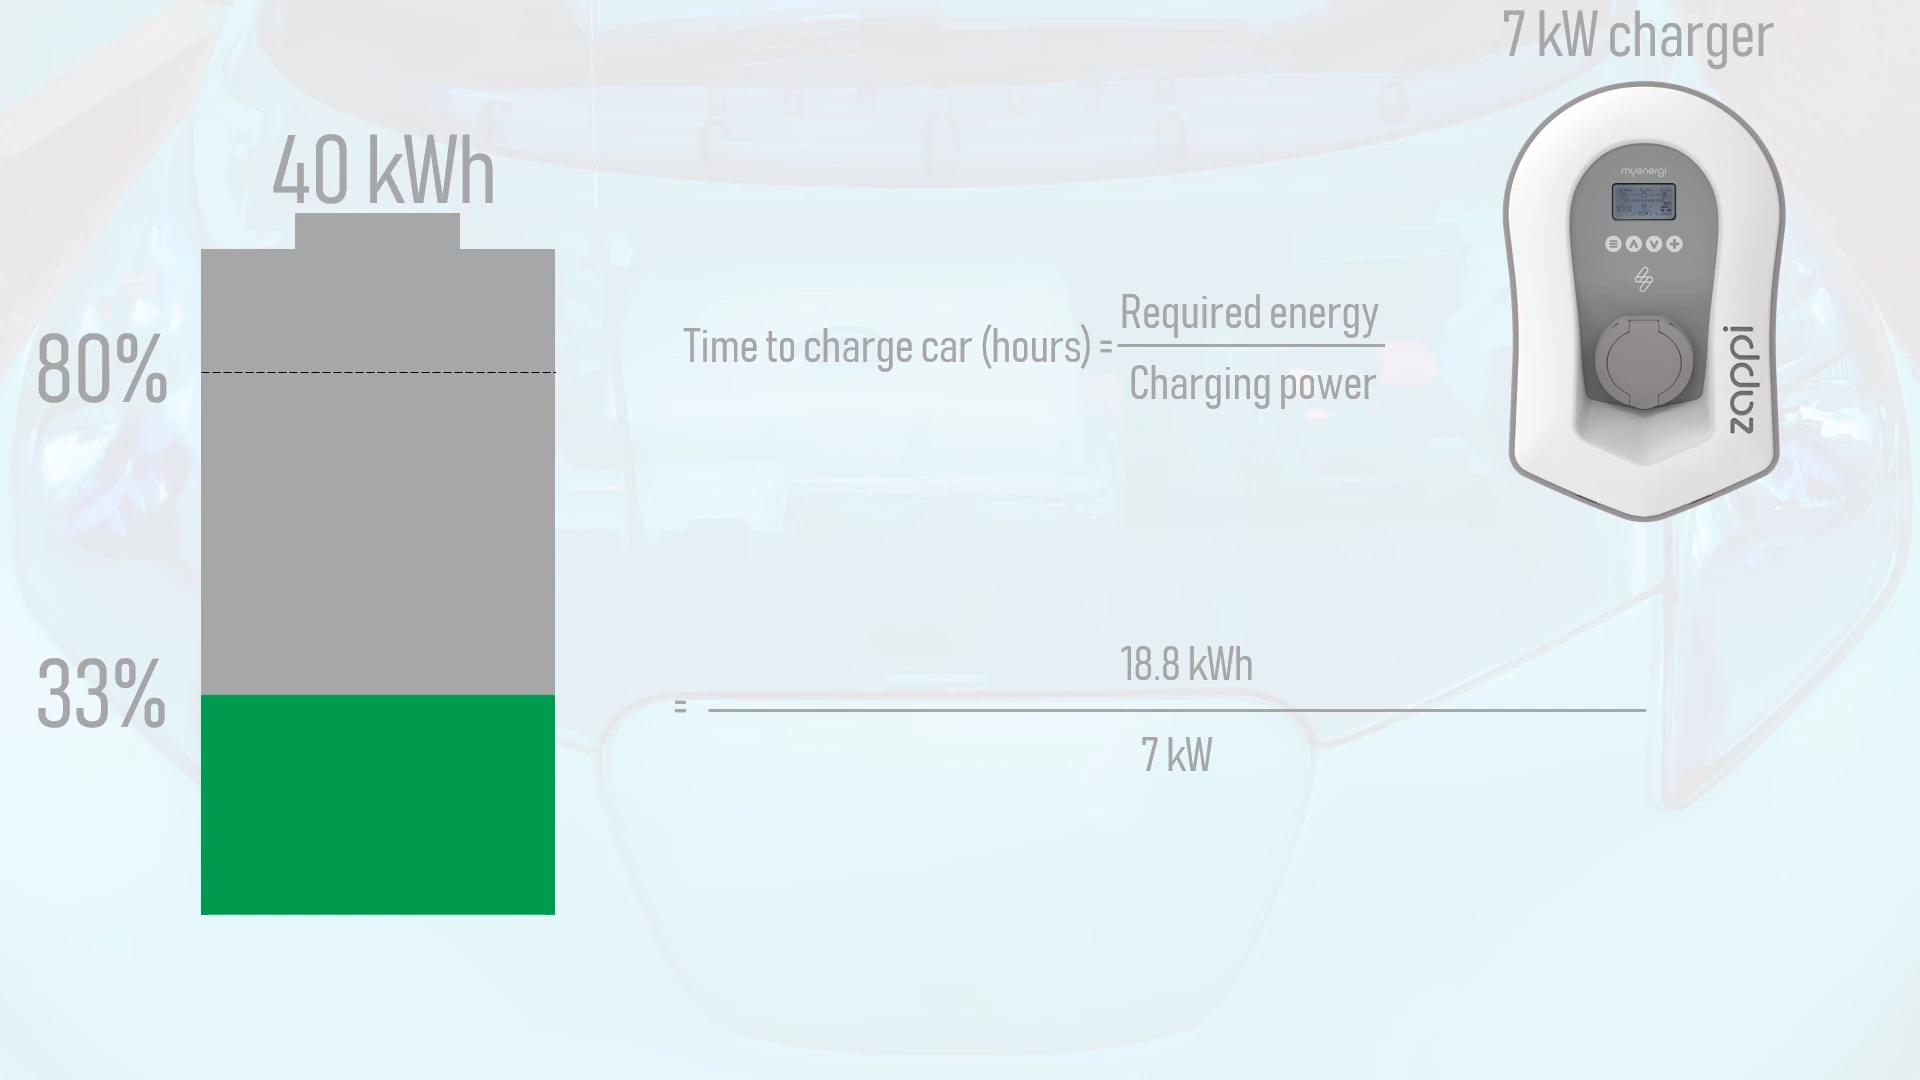 7 kW charger
40 kWh
80%
33%
Time to charge car (hours) =
Required energy
Charging power
=
18.8 kWh
7 kW
myenergi
zappi